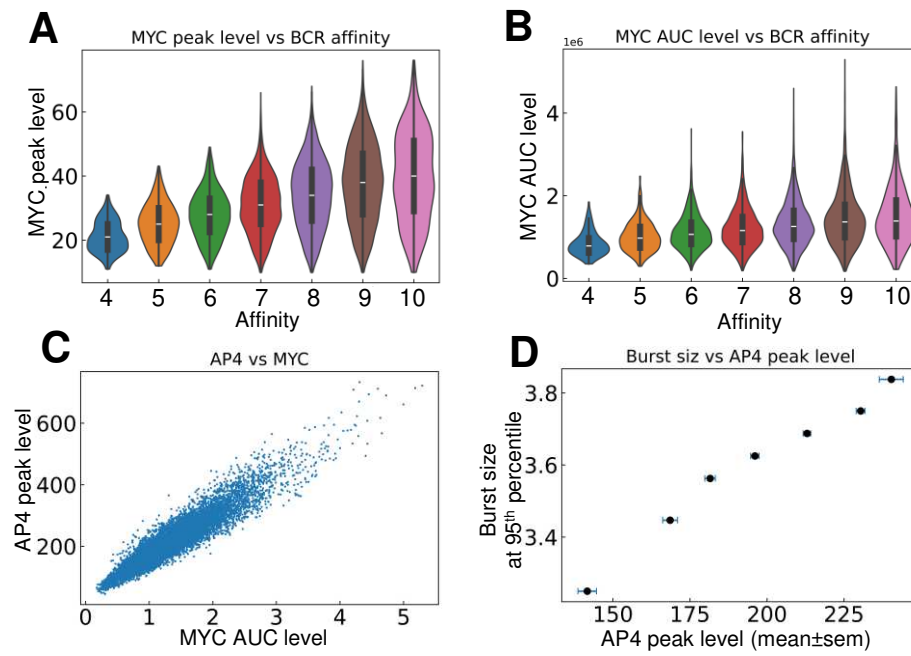 A
MYC peak level vs BCR affinity
MYC peak level
60
40
20
4 5 6 7 8 9 10
Affinity
B
MYC AUC level vs BCR affinity
1e6
MYC AUC level
4
2
0
4 5 6 7 8 9 10
Affinity
C
AP4 vs MYC
AP4 peak level
600
400
200
0 1 2 3 4 5
MYC AUC level
D
Burst siz vs AP4 peak level
Burst size
at 95th percentile
3.8
3.6
3.4
150 175 200 225
AP4 peak level (mean±sem)